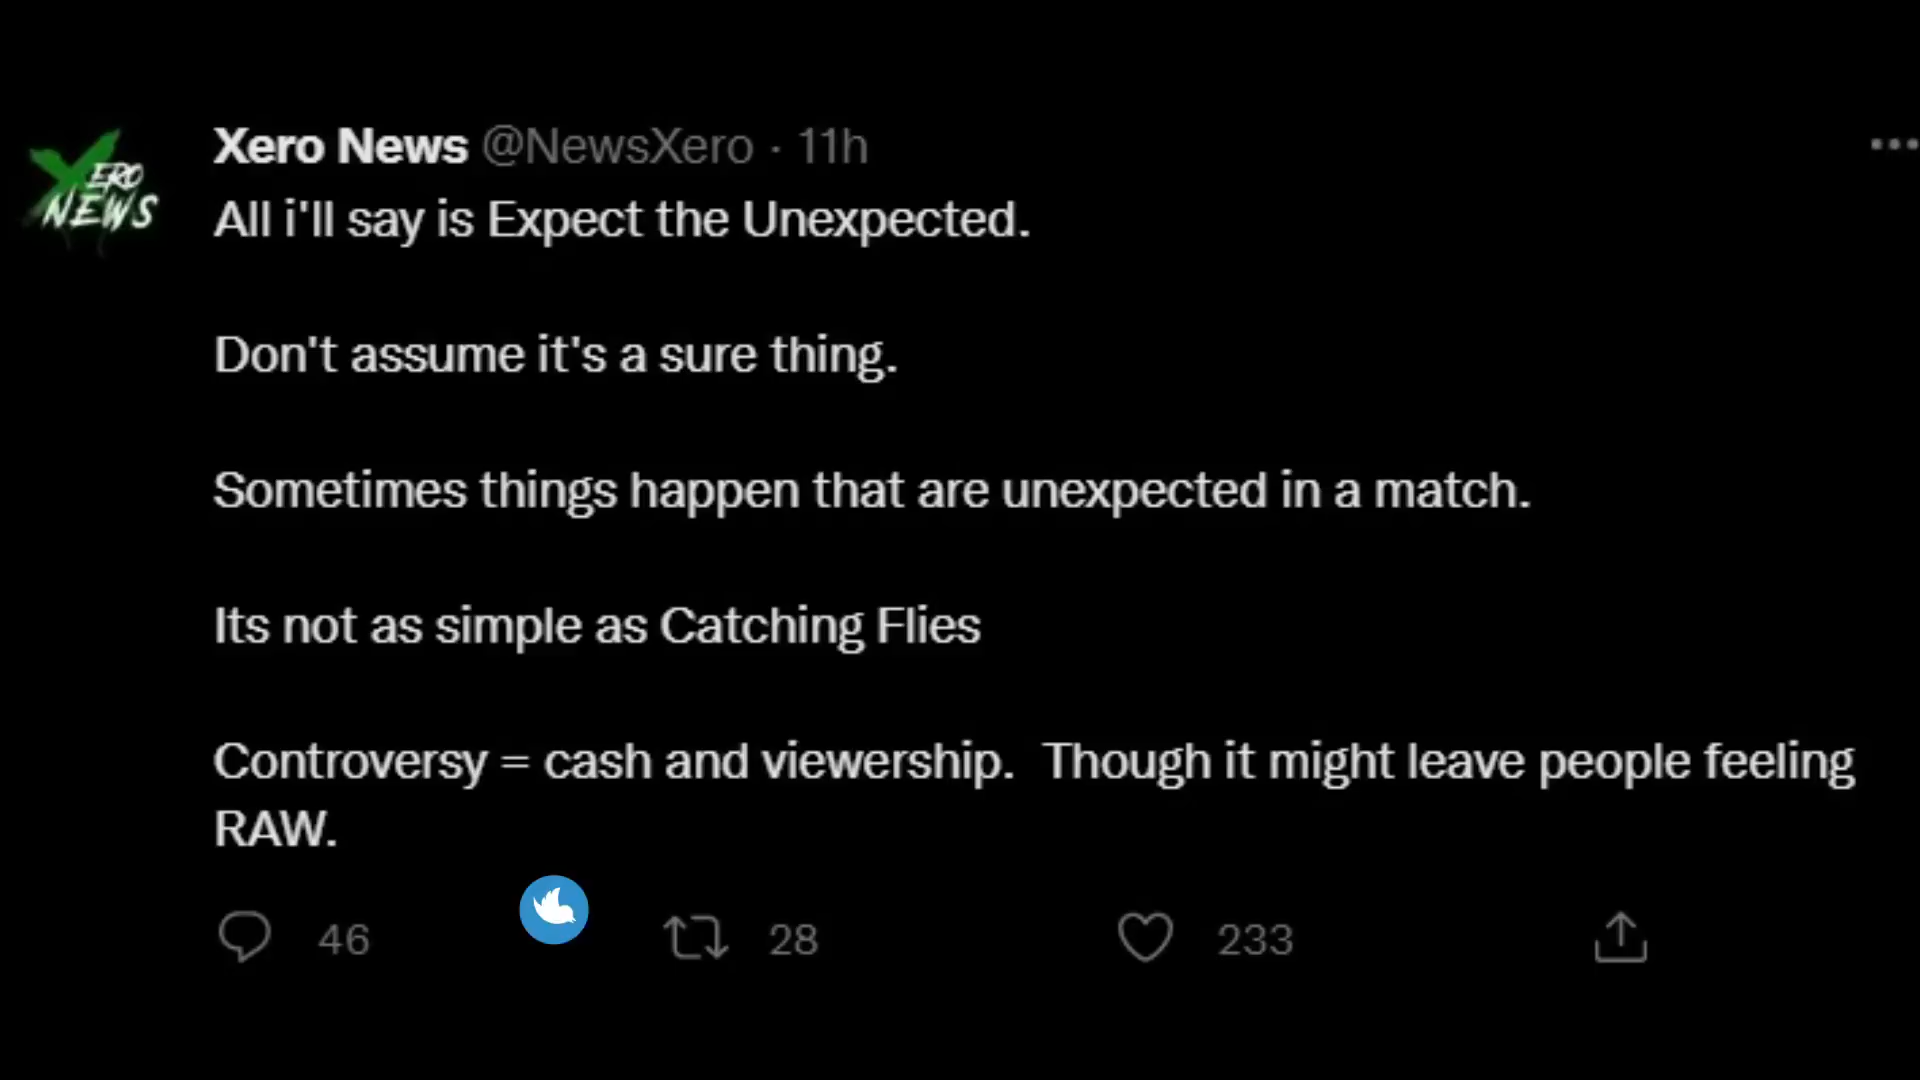 XERO
NEWS
Xero News @NewsXero · 11h
All i'll say is Expect the Unexpected.
Don't assume it's a sure thing.
Sometimes things happen that are unexpected in a match.
Its not as simple as Catching Flies
Controversy = cash and viewership.  Though it might leave people feeling
RAW.
46 28 233